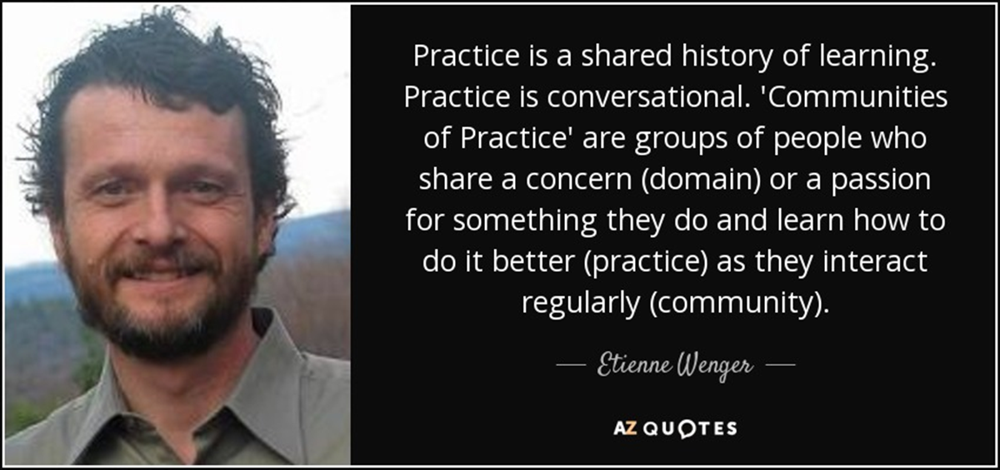 Practice is a shared history of learning.
Practice is conversational. 'Communities
of Practice' are groups of people who
share a concern (domain) or a passion
for something they do and learn how to
do it better (practice) as they interact
regularly (community).
Etienne Wenger
AZ QUOTES